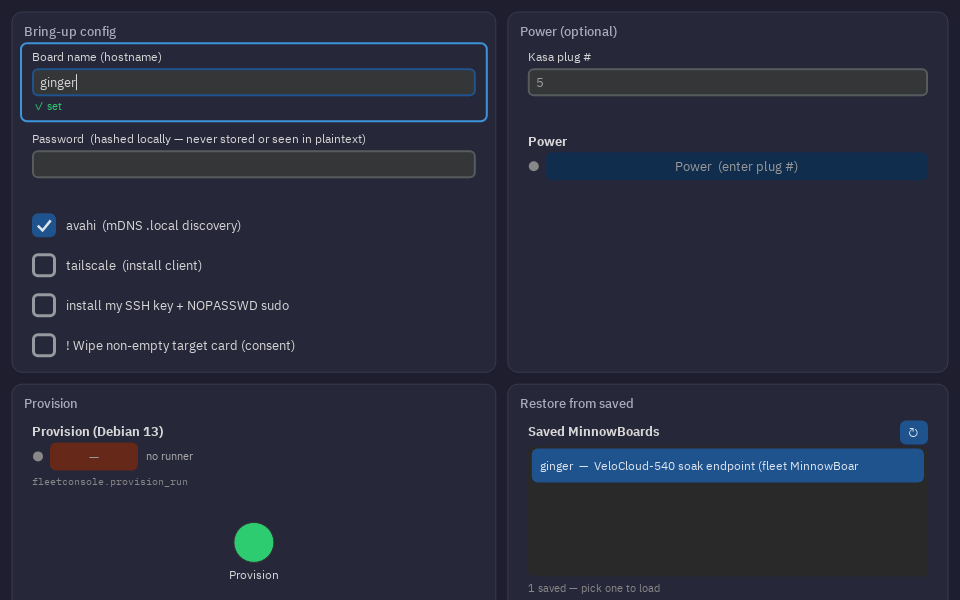 Bring-up config
Board name (hostname)
ginger
✓ set
Password (hashed locally — never stored or seen in plaintext)
avahi (mDNS .local discovery)
tailscale (install client)
install my SSH key + NOPASSWD sudo
! Wipe non-empty target card (consent)
Power (optional)
Kasa plug #
5
Power
Power (enter plug #)
Provision
Provision (Debian 13)
— no runner
fleetconsole.provision_run
Provision
Restore from saved
Saved MinnowBoards
↻
ginger — VeloCloud-540 soak endpoint (fleet MinnowBoar
1 saved — pick one to load